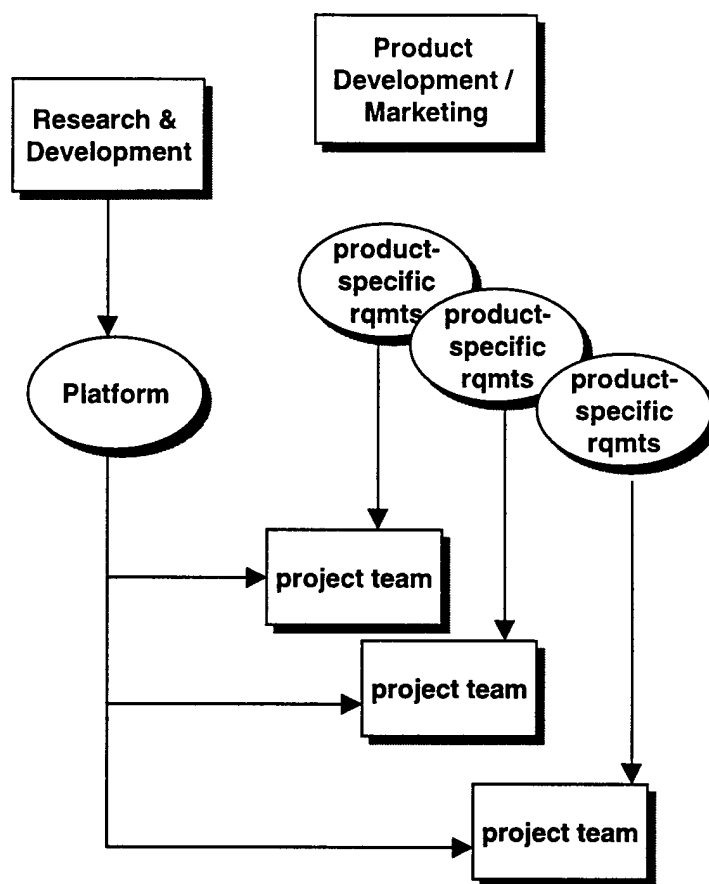 Product
Development /
Marketing
Research &
Development
product-
specific
rqmts
product-
specific
rqmts
product-
specific
rqmts
Platform
project team
project team
project team